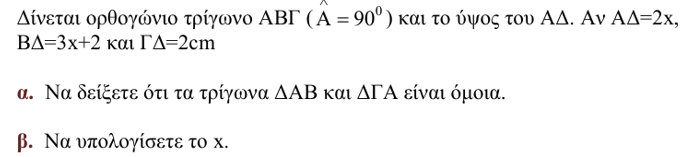 Δίνεται ορθογώνιο τρίγωνο ΑΒΓ ( Â = 90⁰ ) και το ύψος του ΑΔ. Αν ΑΔ=2x,
ΒΔ=3x+2 και ΓΔ=2cm
α. Να δείξετε ότι τα τρίγωνα ΔΑΒ και ΔΓΑ είναι όμοια.
β. Να υπολογίσετε το x.